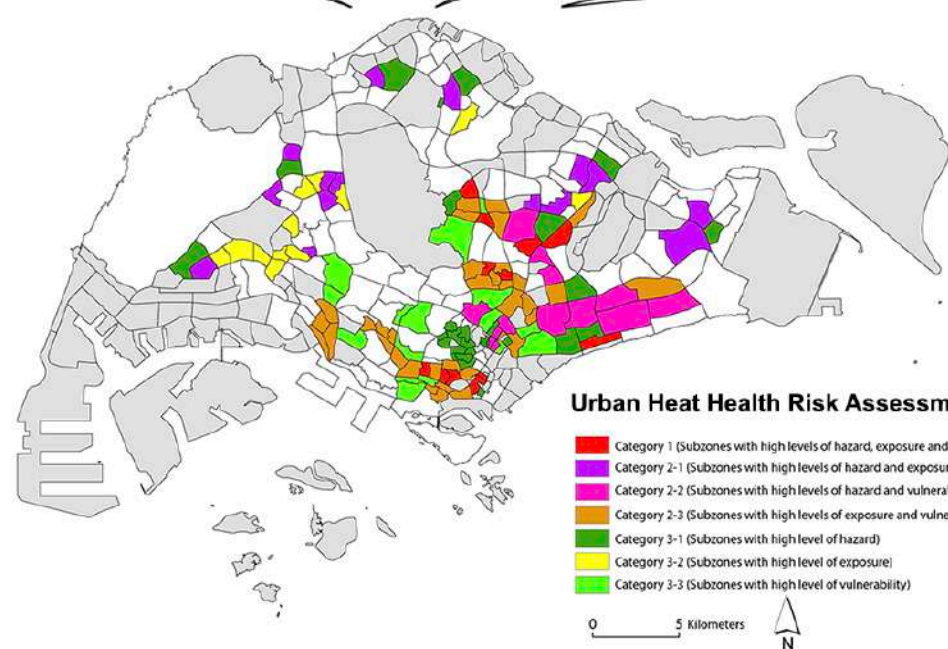 Urban Heat Health Risk Assessm
Category 1 (Subzones with high levels of hazard, exposure and
Category 2-1 (Subzones with high levels of hazard and exposur
Category 2-2 (Subzones with high levels of hazard and vulnera
Category 2-3 (Subzones with high levels of exposure and vulne
Category 3-1 (Subzones with high level of hazard)
Category 3-2 (Subzones with high level of exposure)
Category 3-3 (Subzones with high level of vulnerability)
0 5 Kilometers
N